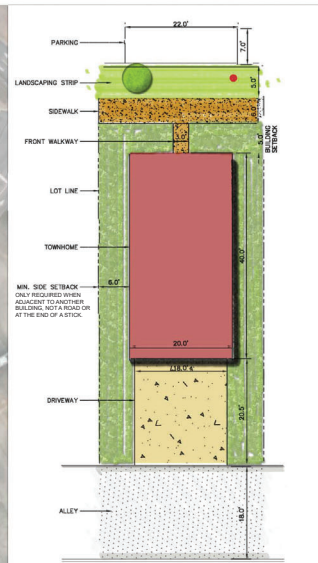 22.0'
PARKING
7.0'
LANDSCAPING STRIP
5.0'
SIDEWALK
FRONT WALKWAY
5.0'
BUILDING
SETBACK
LOT LINE
TOWNHOME
40.0'
MIN. SIDE SETBACK
6.0'
ONLY REQUIRED WHEN
ADJACENT TO ANOTHER
BUILDING, NOT A ROAD OR
AT THE END OF A STICK.
20.0'
18.0'
DRIVEWAY
20.5'
ALLEY
18.0'